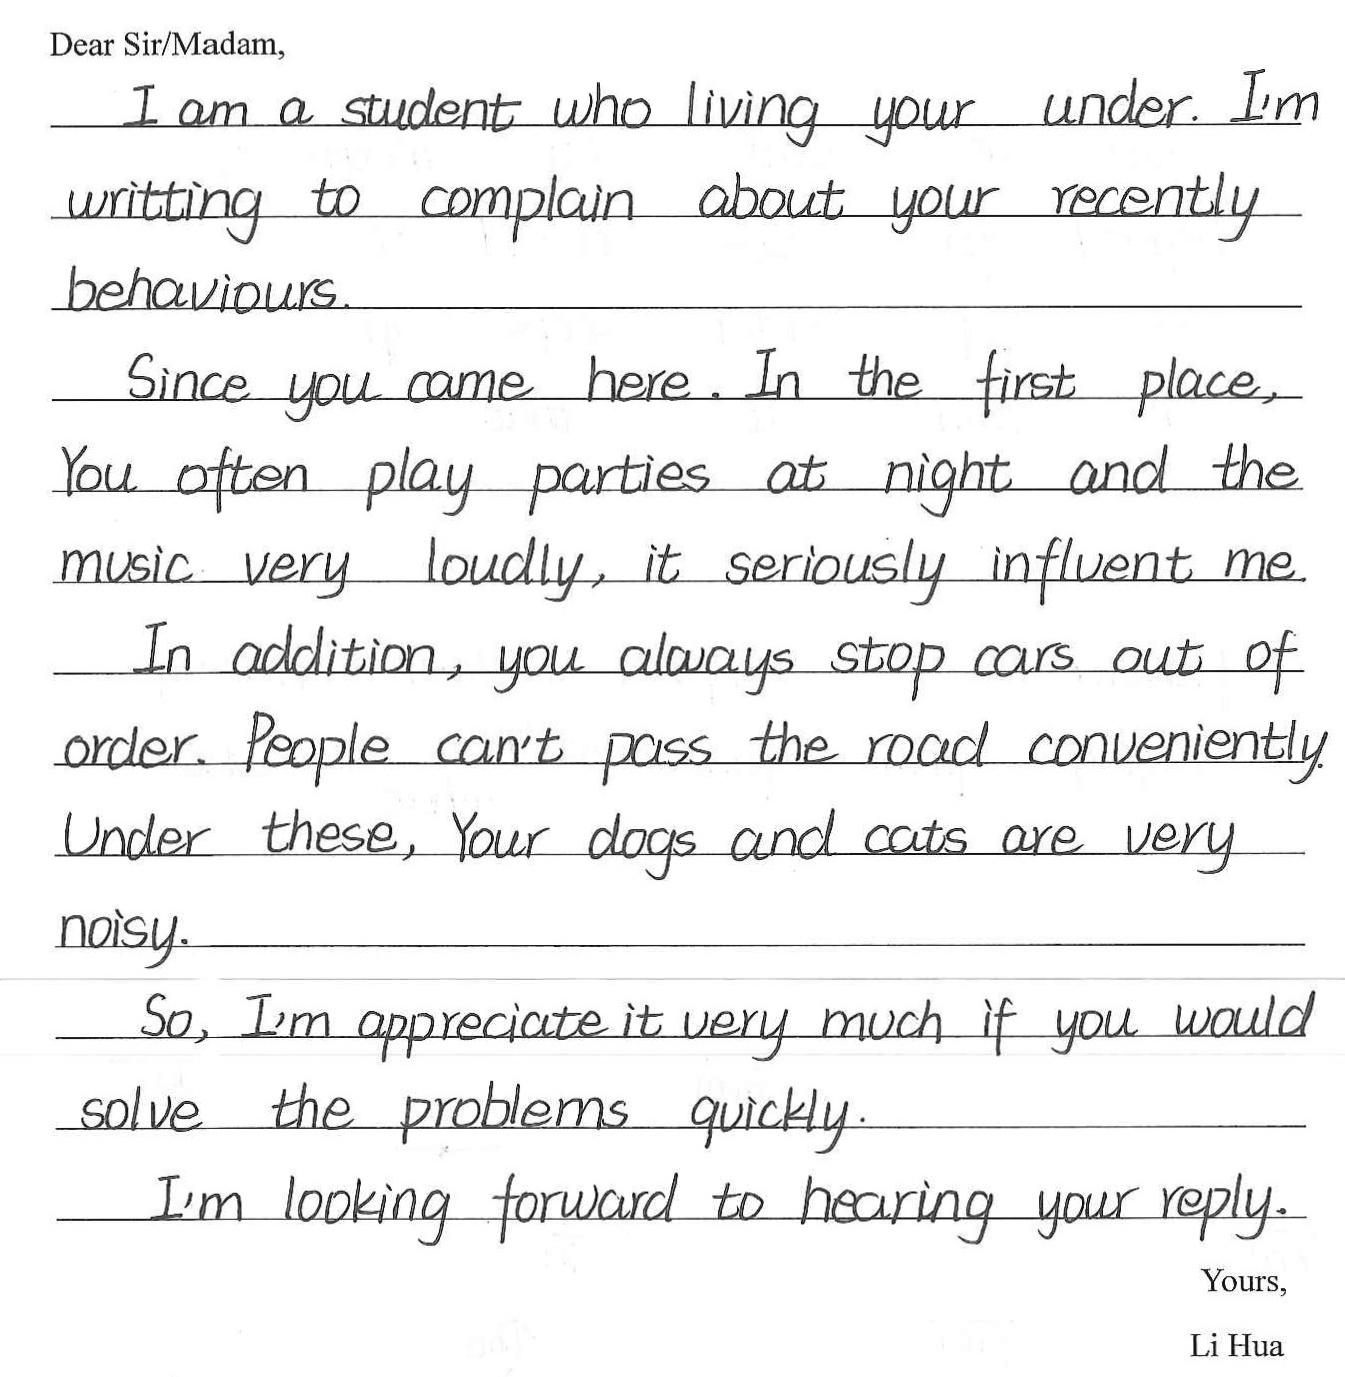 Dear Sir/Madam,
I am a student who living your under. I'm
writting to complain about your recently
behaviours.
Since you came here. In the first place,
You often play parties at night and the
music very loudly, it seriously influent me.
In addition, you always stop cars out of
order. People can't pass the road conveniently.
Under these, Your dogs and cats are very
noisy.
So, I'm appreciate it very much if you would
solve the problems quickly.
I'm looking forward to hearing your reply.
Yours,
Li Hua